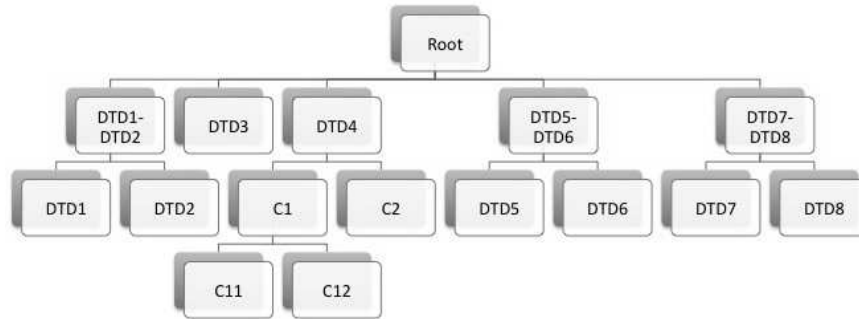 Root
DTD1-
DTD2
DTD3
DTD4
DTD5-
DTD6
DTD7-
DTD8
DTD1
DTD2
C1
C2
DTD5
DTD6
DTD7
DTD8
C11
C12